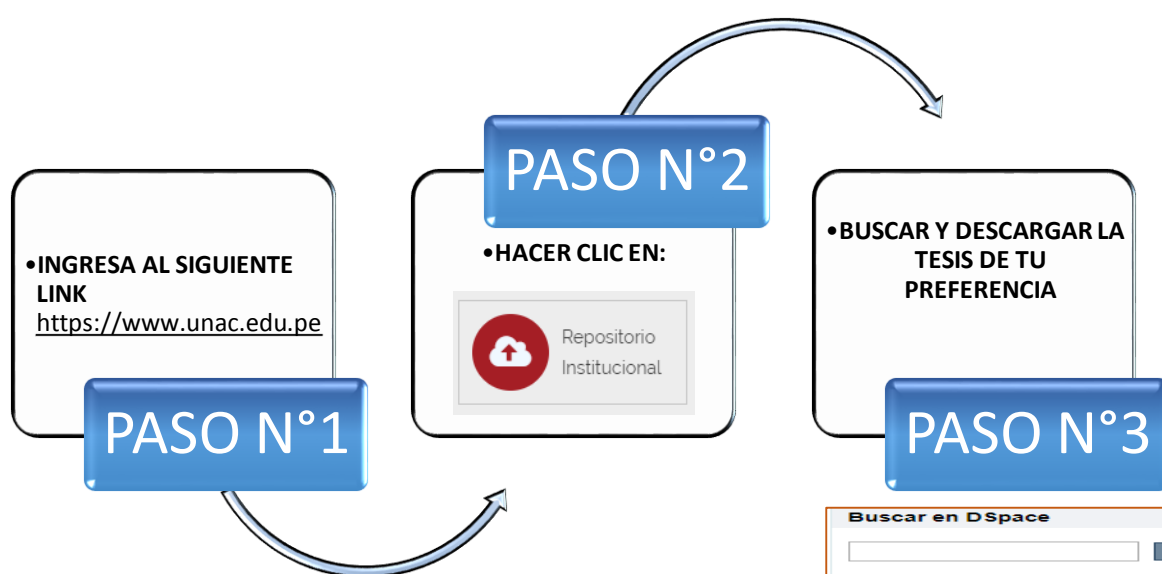 •INGRESA AL SIGUIENTE
LINK
https://www.unac.edu.pe
PASO N°1
PASO N°2
•HACER CLIC EN:
Repositorio
Institucional
•BUSCAR Y DESCARGAR LA
TESIS DE TU
PREFERENCIA
PASO N°3
Buscar en DSpace